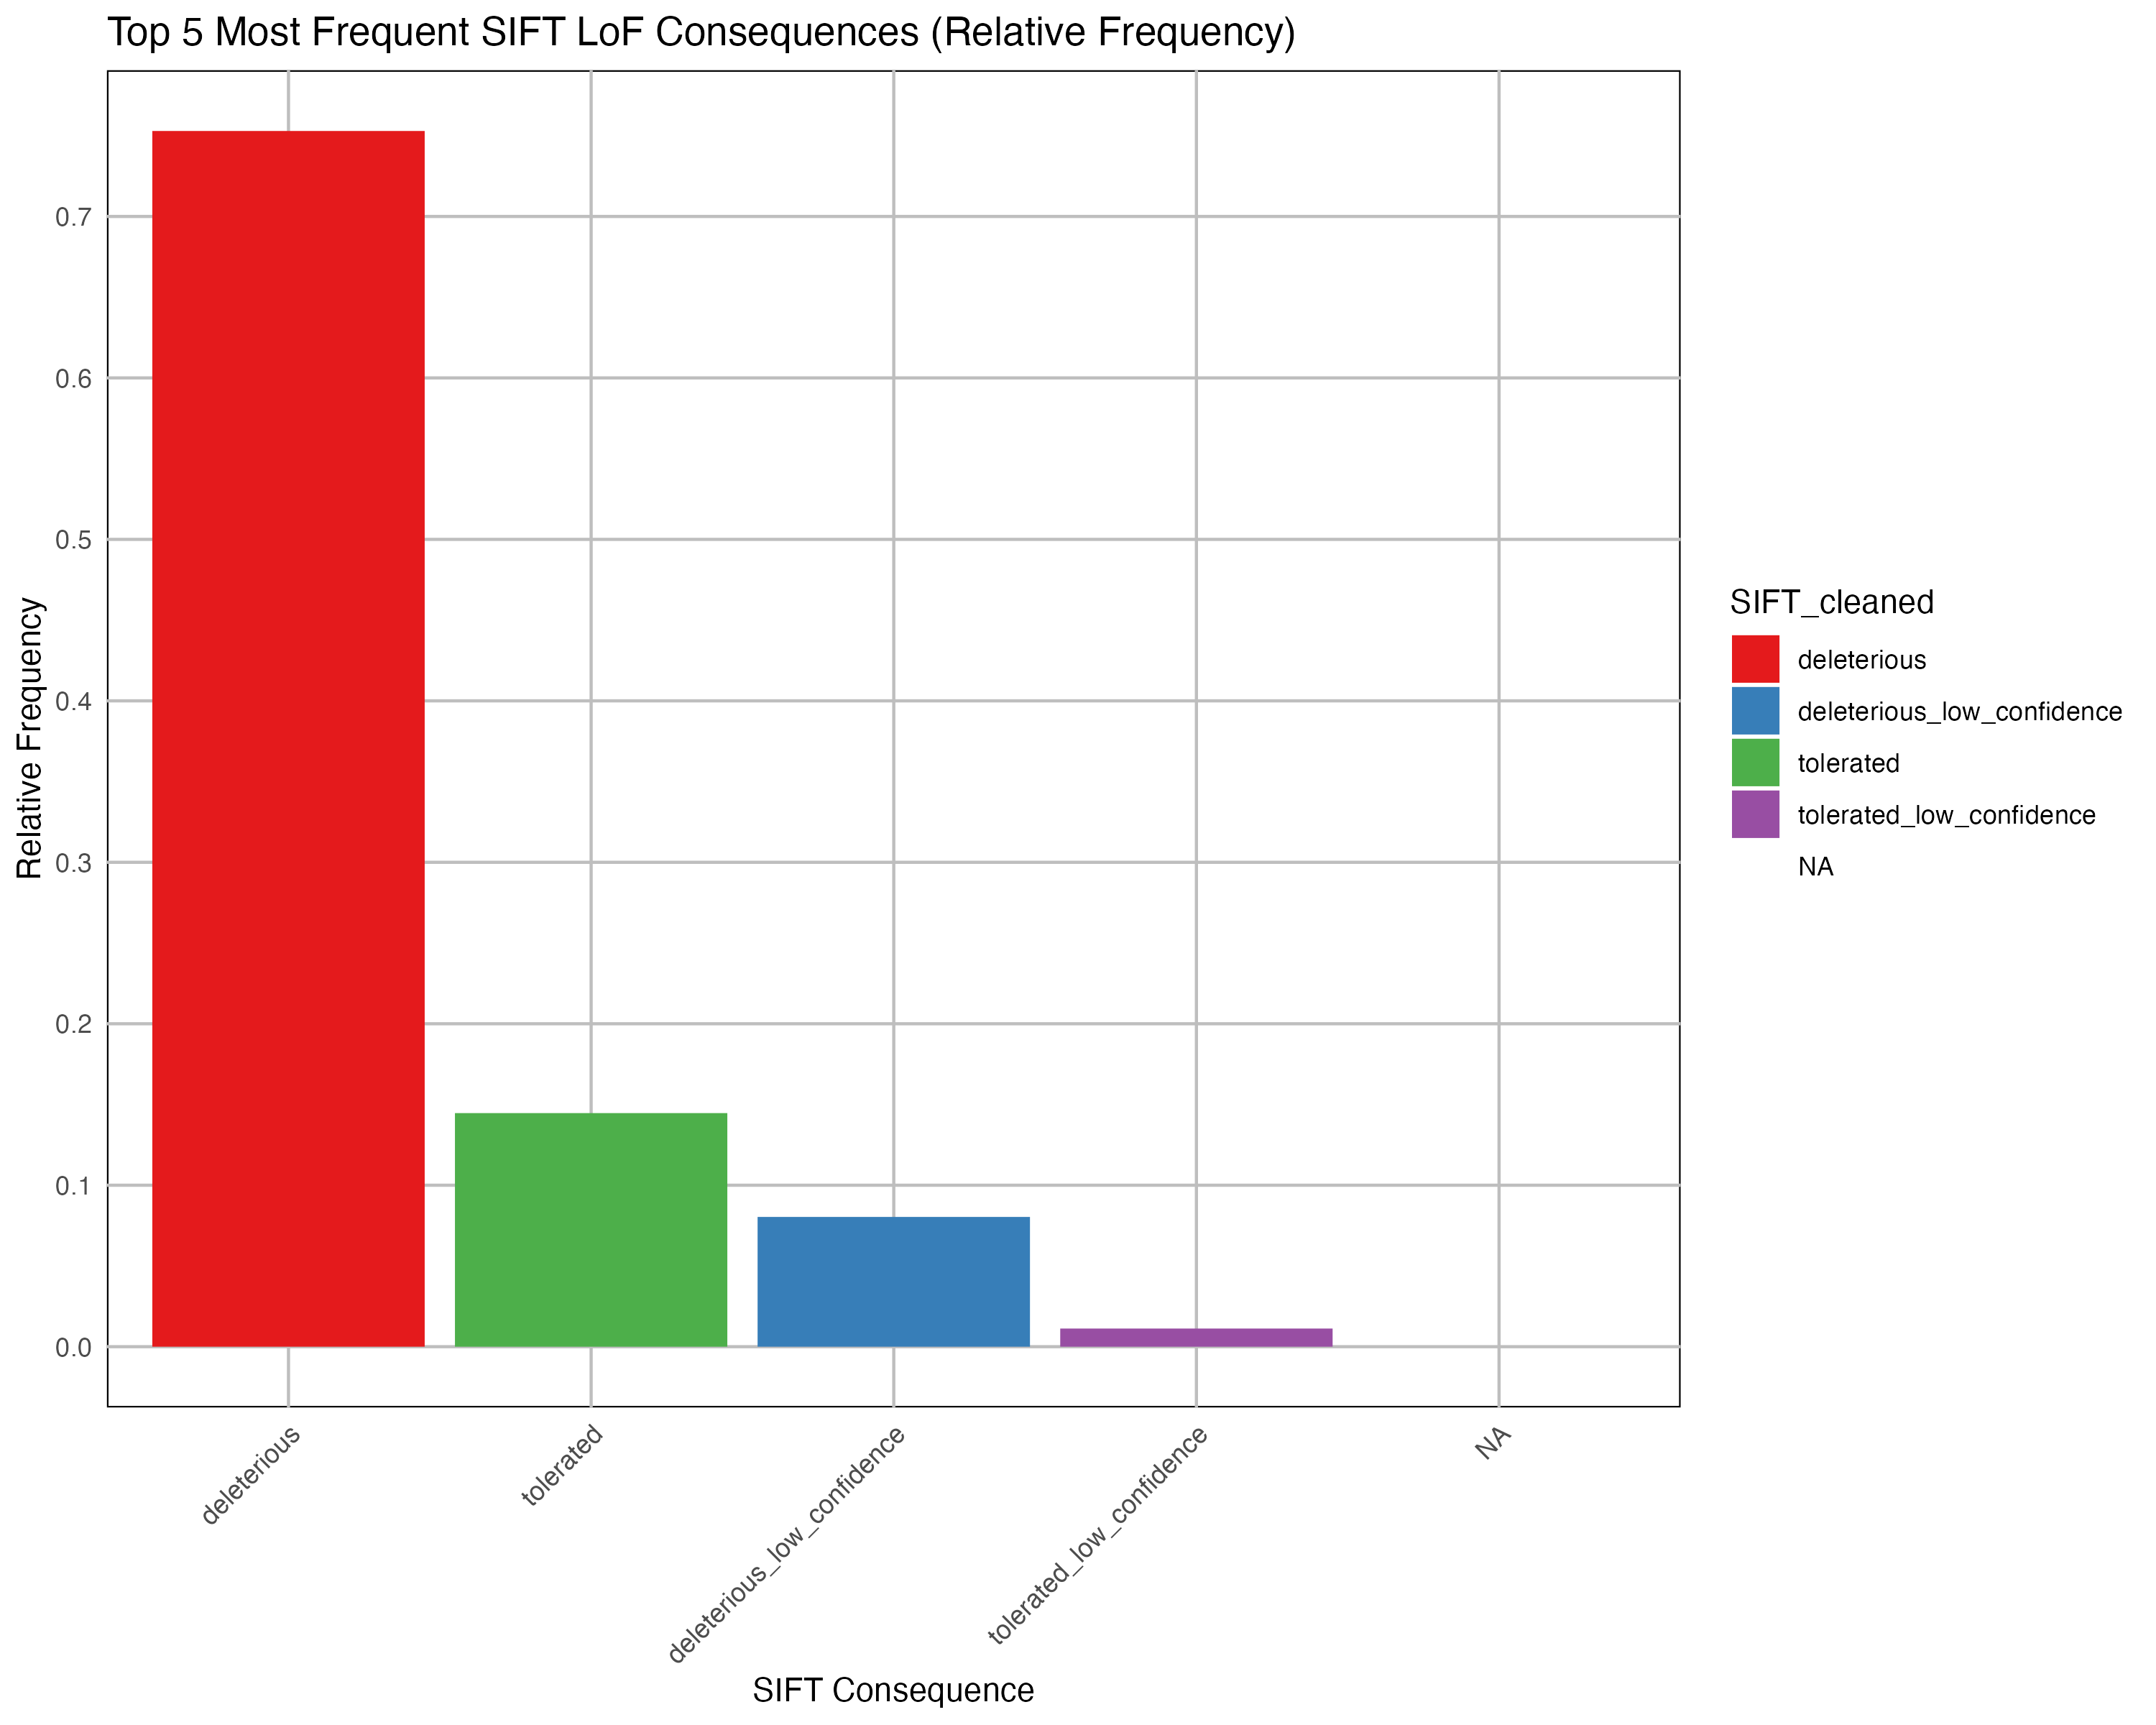 Top 5 Most Frequent SIFT LoF Consequences (Relative Frequency)
Relative Frequency
0.7
0.6
0.5
0.4
0.3
0.2
0.1
0.0
deleterious
tolerated
deleterious_low_confidence
tolerated_low_confidence
NA
SIFT Consequence
SIFT_cleaned
deleterious
deleterious_low_confidence
tolerated
tolerated_low_confidence
NA